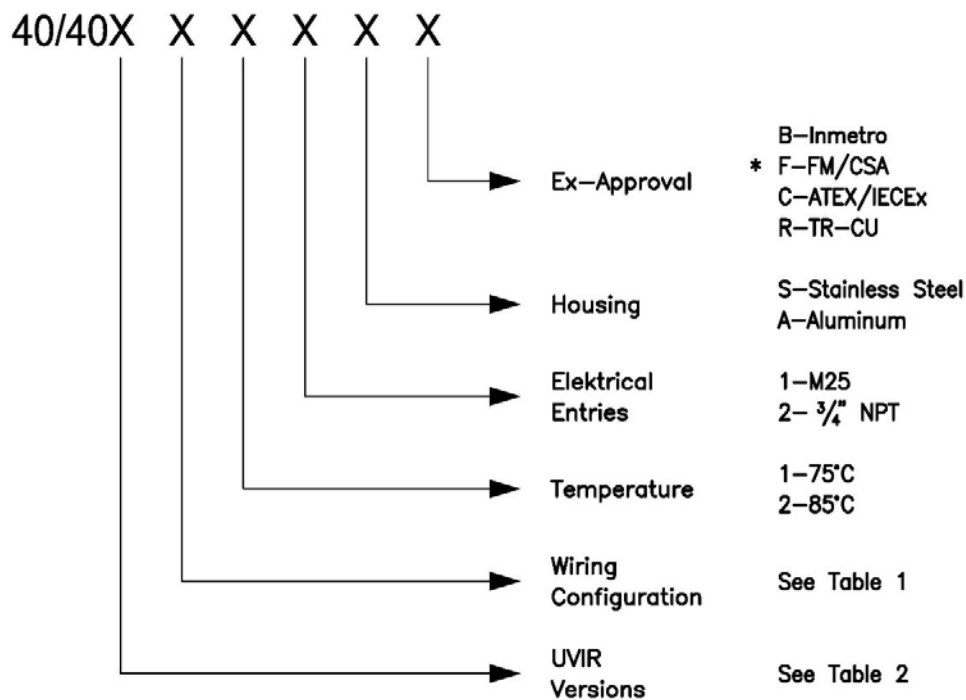 40/40X X X X X X
B-Inmetro
Ex-Approval * F-FM/CSA
C-ATEX/IECEx
R-TR-CU
Housing S-Stainless Steel
A-Aluminum
Elektrical 1-M25
Entries 2- 3/4" NPT
Temperature 1-75°C
2-85°C
Wiring
Configuration See Table 1
UVIR
Versions See Table 2